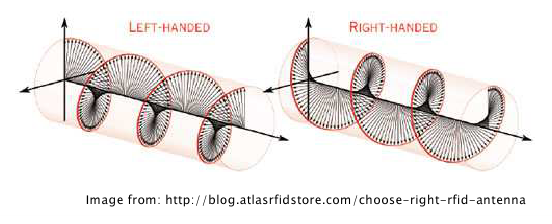 LEFT-HANDED
RIGHT-HANDED
Image from: http://blog.atlasrfidstore.com/choose-right-rfid-antenna